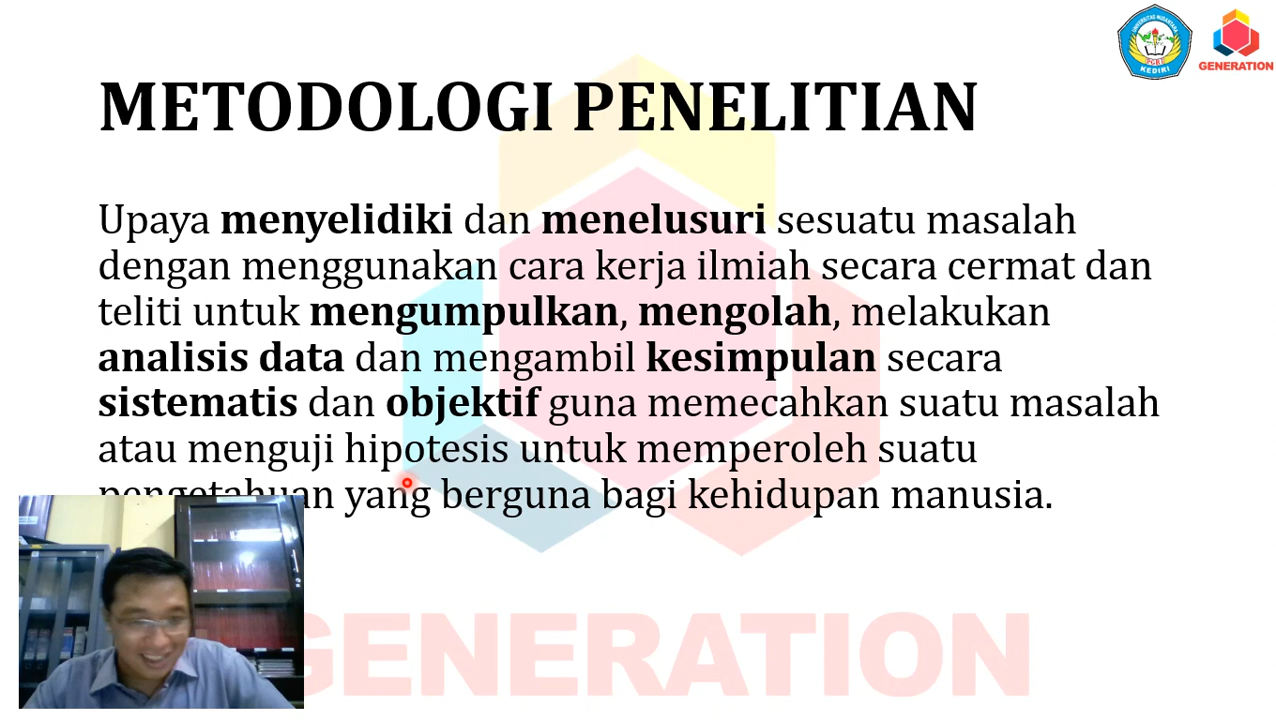 GENERATION
METODOLOGI PENELITIAN
Upaya menyelidiki dan menelusuri sesuatu masalah
dengan menggunakan cara kerja ilmiah secara cermat dan
teliti untuk mengumpulkan, mengolah, melakukan
analisis data dan mengambil kesimpulan secara
sistematis dan objektif guna memecahkan suatu masalah
atau menguji hipotesis untuk memperoleh suatu
pengetahuan yang berguna bagi kehidupan manusia.
KEDIRI
GENERATION